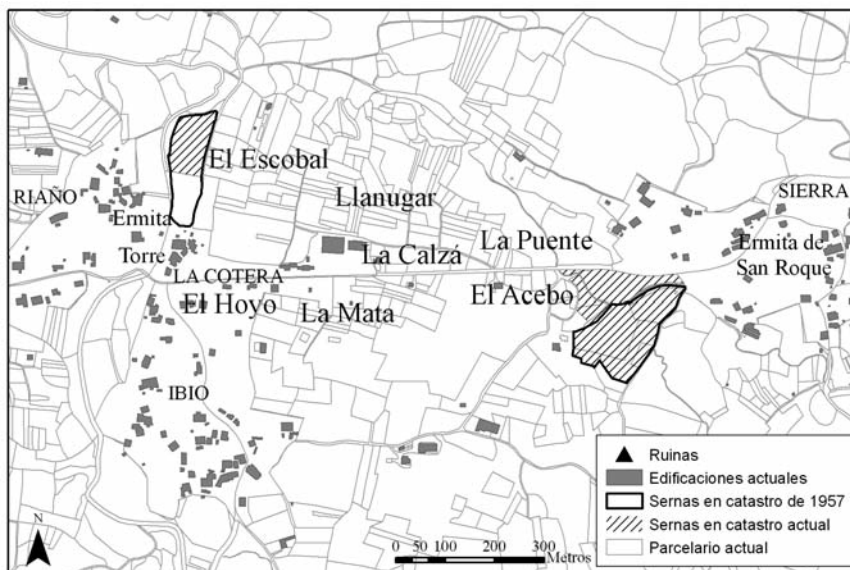 El Escobal
RIAÑO
Llanugar
SIERRA
Ermita
La Puente
Ermita de
San Roque
Torre
La Calzá
LA COTERA
El Hoyo
La Mata
El Acebo
IBIO
Ruinas
Edificaciones actuales
Sernas en catastro de 1957
Sernas en catastro actual
Parcelario actual
N
0 50 100 200 300
Metros